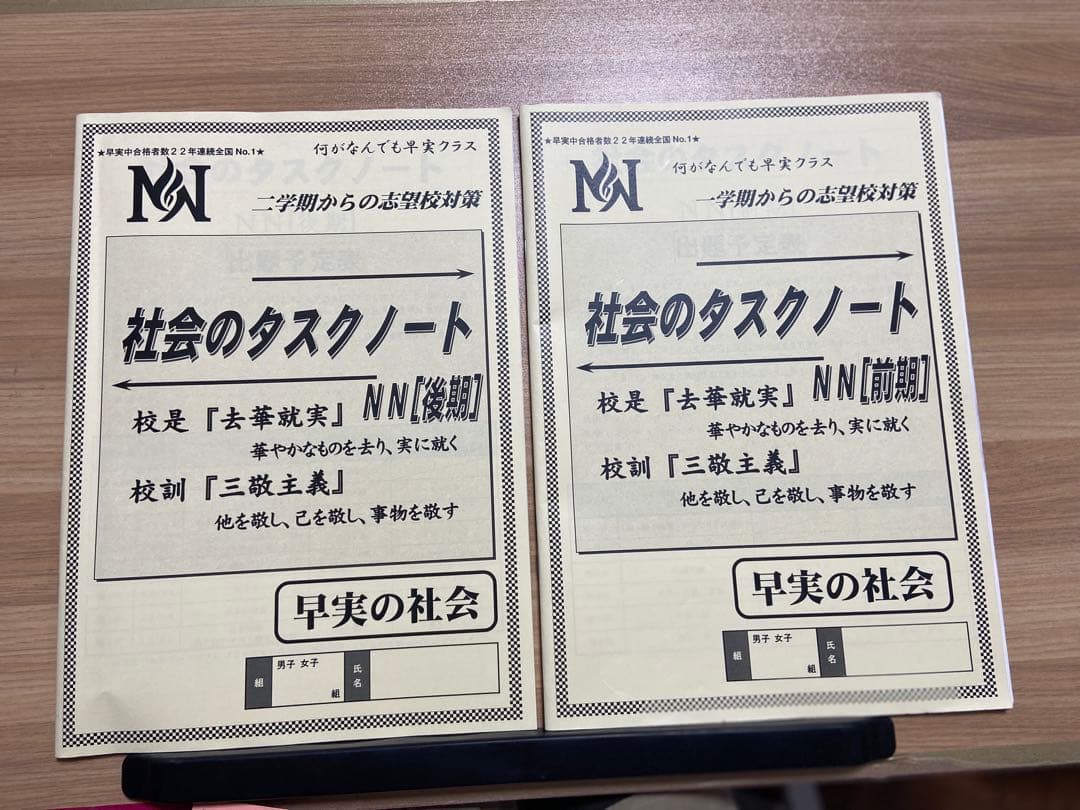 ★早実中合格者数22年連続全国No.1★
何がなんでも早実クラス
NN
二学期からの志望校対策
社会のタスクノート
NN[後期]
校是『去華就実』
華やかなものを去り、実に就く
校訓『三敬主義』
他を敬し、己を敬し、事物を敬す
早実の社会
組 男子 女子 組 氏名
★早実中合格者数22年連続全国No.1★
何がなんでも早実クラス
NN
一学期からの志望校対策
社会のタスクノート
NN[前期]
校是『去華就実』
華やかなものを去り、実に就く
校訓『三敬主義』
他を敬し、己を敬し、事物を敬す
早実の社会
組 男子 女子 組 氏名